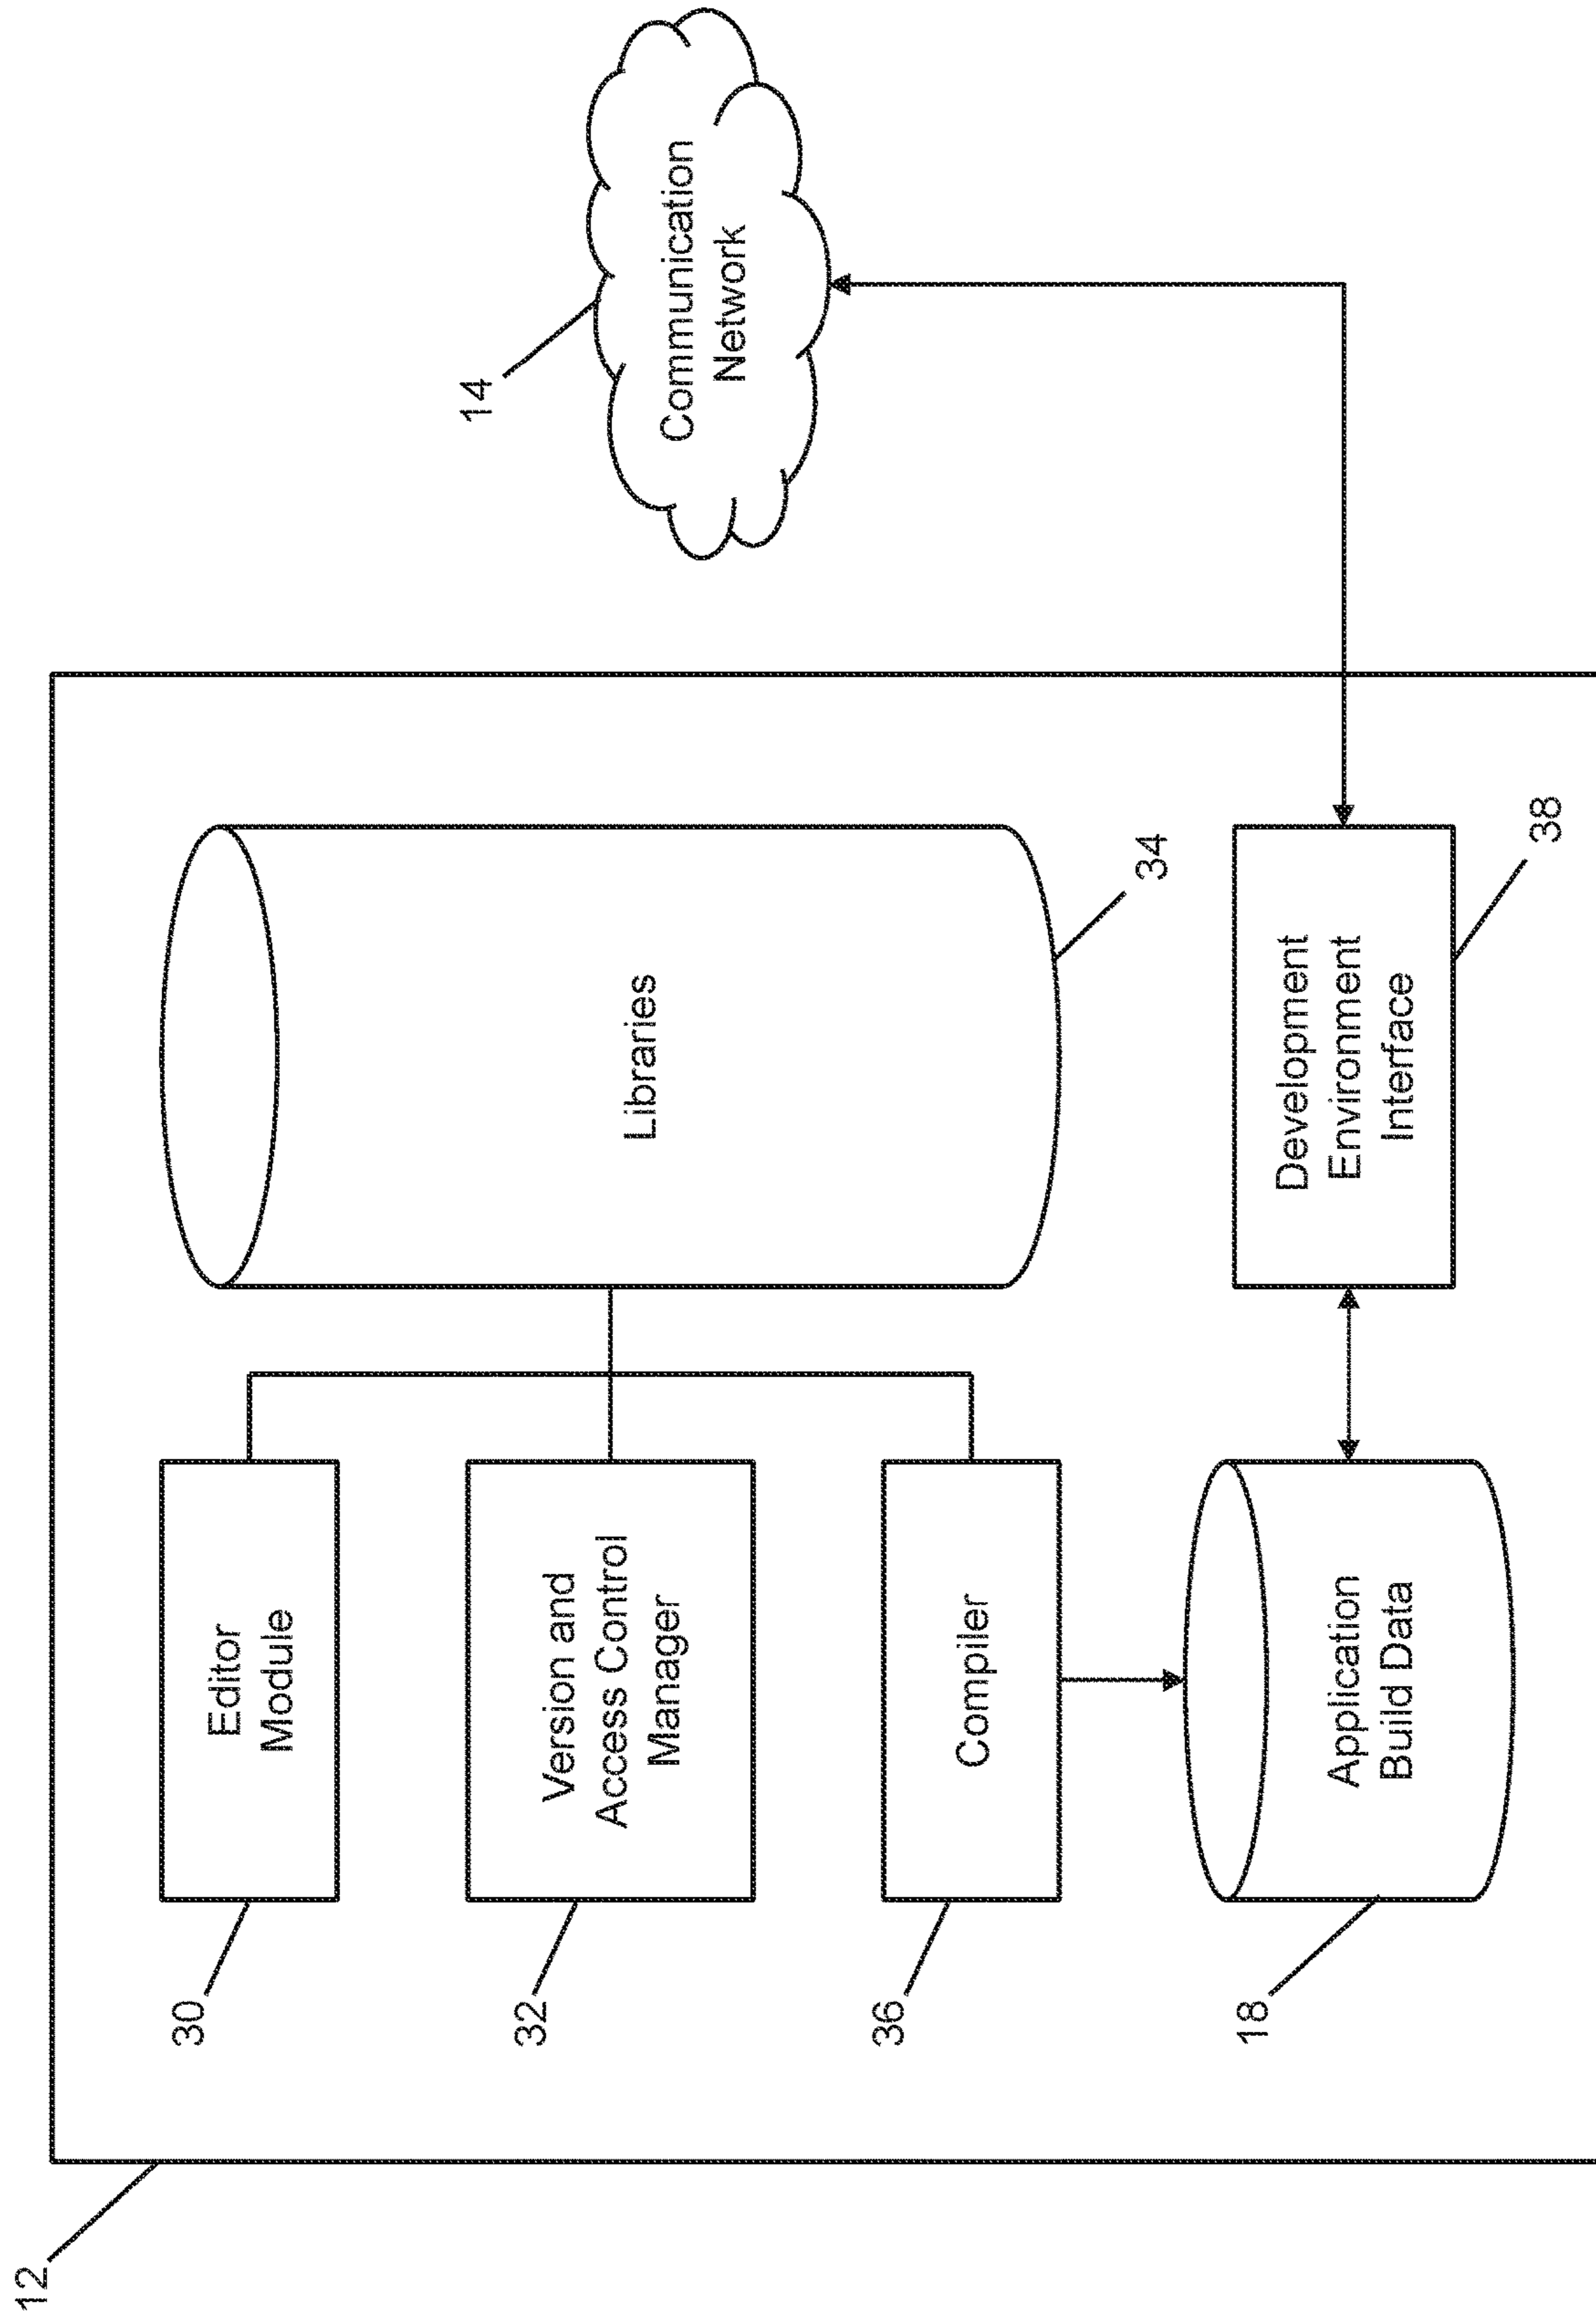 12
30
Editor
Module
32
Version and
Access Control
Manager
36
Compiler
18
Application
Build Data
Libraries
34
Development
Environment
Interface
38
14
Communication
Network